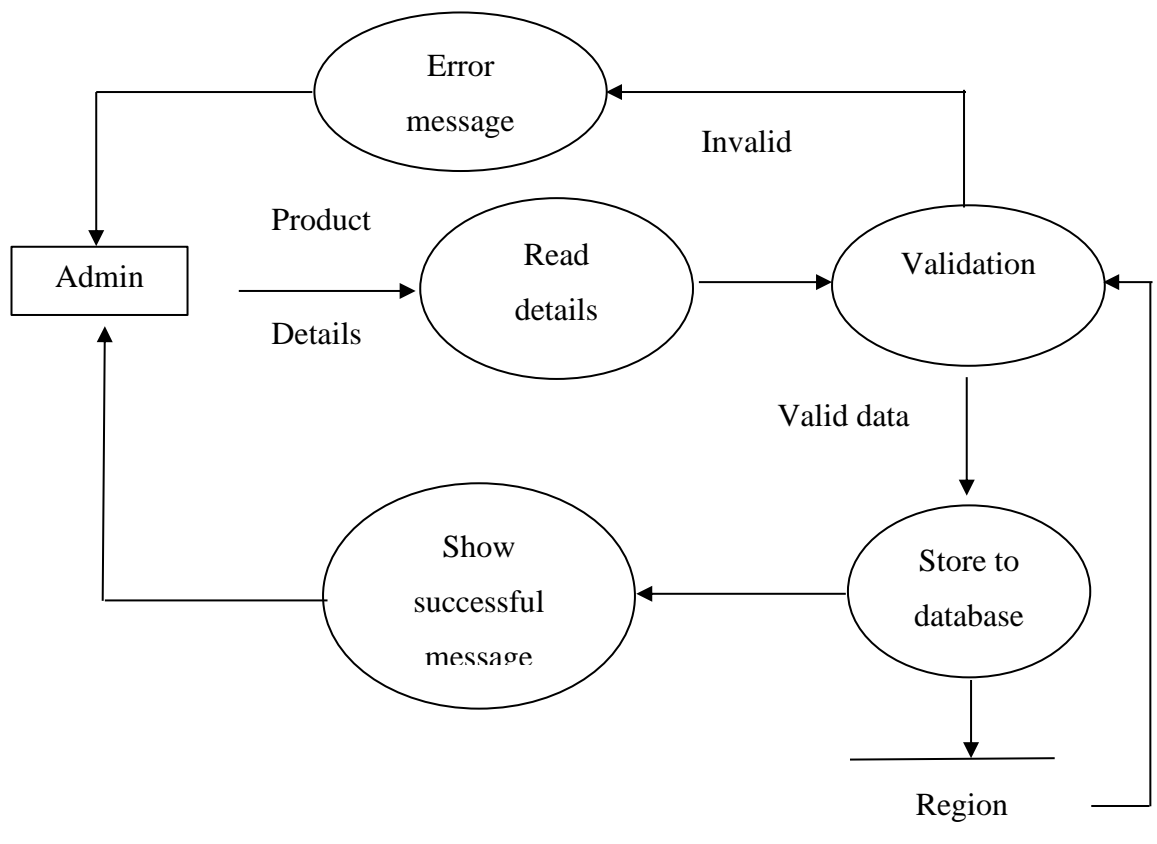 Error
message
Invalid
Product
Admin
Details
Read
details
Validation
Valid data
Show
successful
message
Store to
database
Region